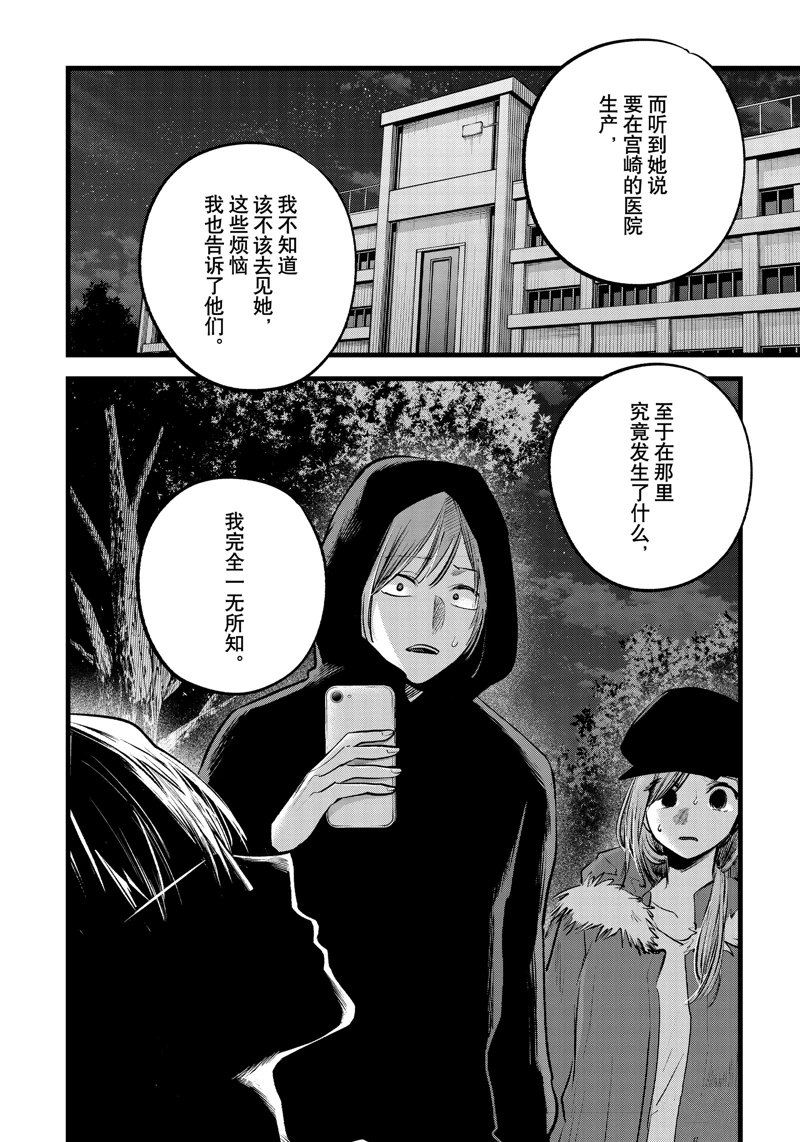 而听到她说
要在宫崎的医院
生产，
我不知道
该不该去见她，
这些烦恼
我也告诉了他们。
至于在那里
究竟发生了什么，
我完全一无所知。